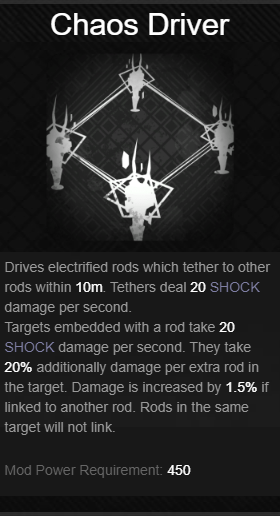 Chaos Driver
Drives electrified rods which tether to other
rods within 10m. Tethers deal 20 SHOCK
damage per second.
Targets embedded with a rod take 20
SHOCK damage per second. They take
20% additionally damage per extra rod in
the target. Damage is increased by 1.5% if
linked to another rod. Rods in the same
target will not link.
Mod Power Requirement: 450